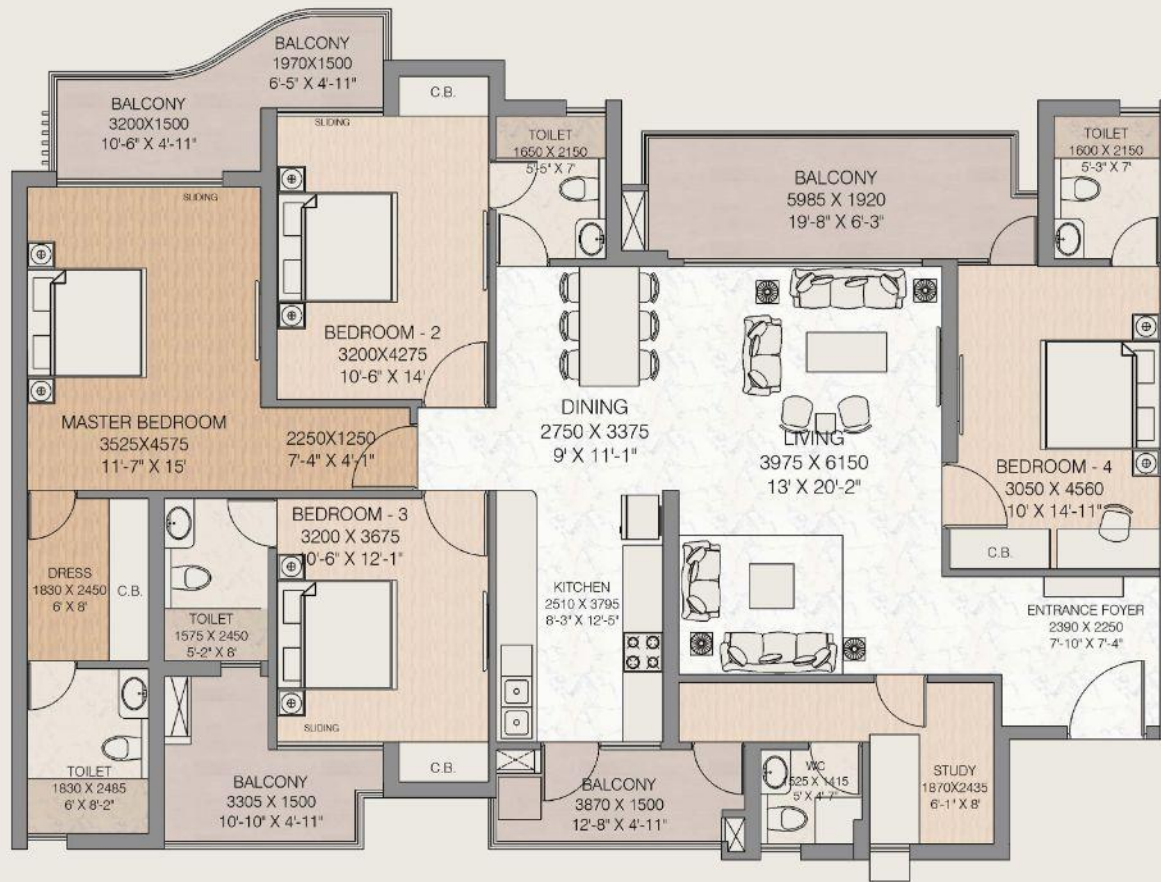 BALCONY
1970X1500
6'-5" X 4'-11"
BALCONY
3200X1500
10'-6" X 4'-11"
C.B.
SLIDING
TOILET
1650 X 2150
5'-5" X 7'
BALCONY
5985 X 1920
19'-8" X 6'-3"
TOILET
1600 X 2150
5'-3" X 7'
SLIDING
BEDROOM - 2
3200X4275
10'-6" X 14'
MASTER BEDROOM
3525X4575
11'-7" X 15'
2250X1250
7'-4" X 4'-1"
DINING
2750 X 3375
9' X 11'-1"
LIVING
3975 X 6150
13' X 20'-2"
BEDROOM - 4
3050 X 4560
10' X 14'-11"
C.B.
BEDROOM - 3
3200 X 3675
10'-6" X 12'-1"
DRESS
1830 X 2450
6' X 8'
C.B.
TOILET
1575 X 2450
5'-2" X 8'
KITCHEN
2510 X 3795
8'-3" X 12'-5"
ENTRANCE FOYER
2390 X 2250
7'-10" X 7'-4"
SLIDING
TOILET
1830 X 2485
6' X 8'-2"
C.B.
BALCONY
3305 X 1500
10'-10" X 4'-11"
BALCONY
3870 X 1500
12'-8" X 4'-11"
WC
1525 X 1415
5' X 4'-7"
STUDY
1870X2435
6'-1" X 8'